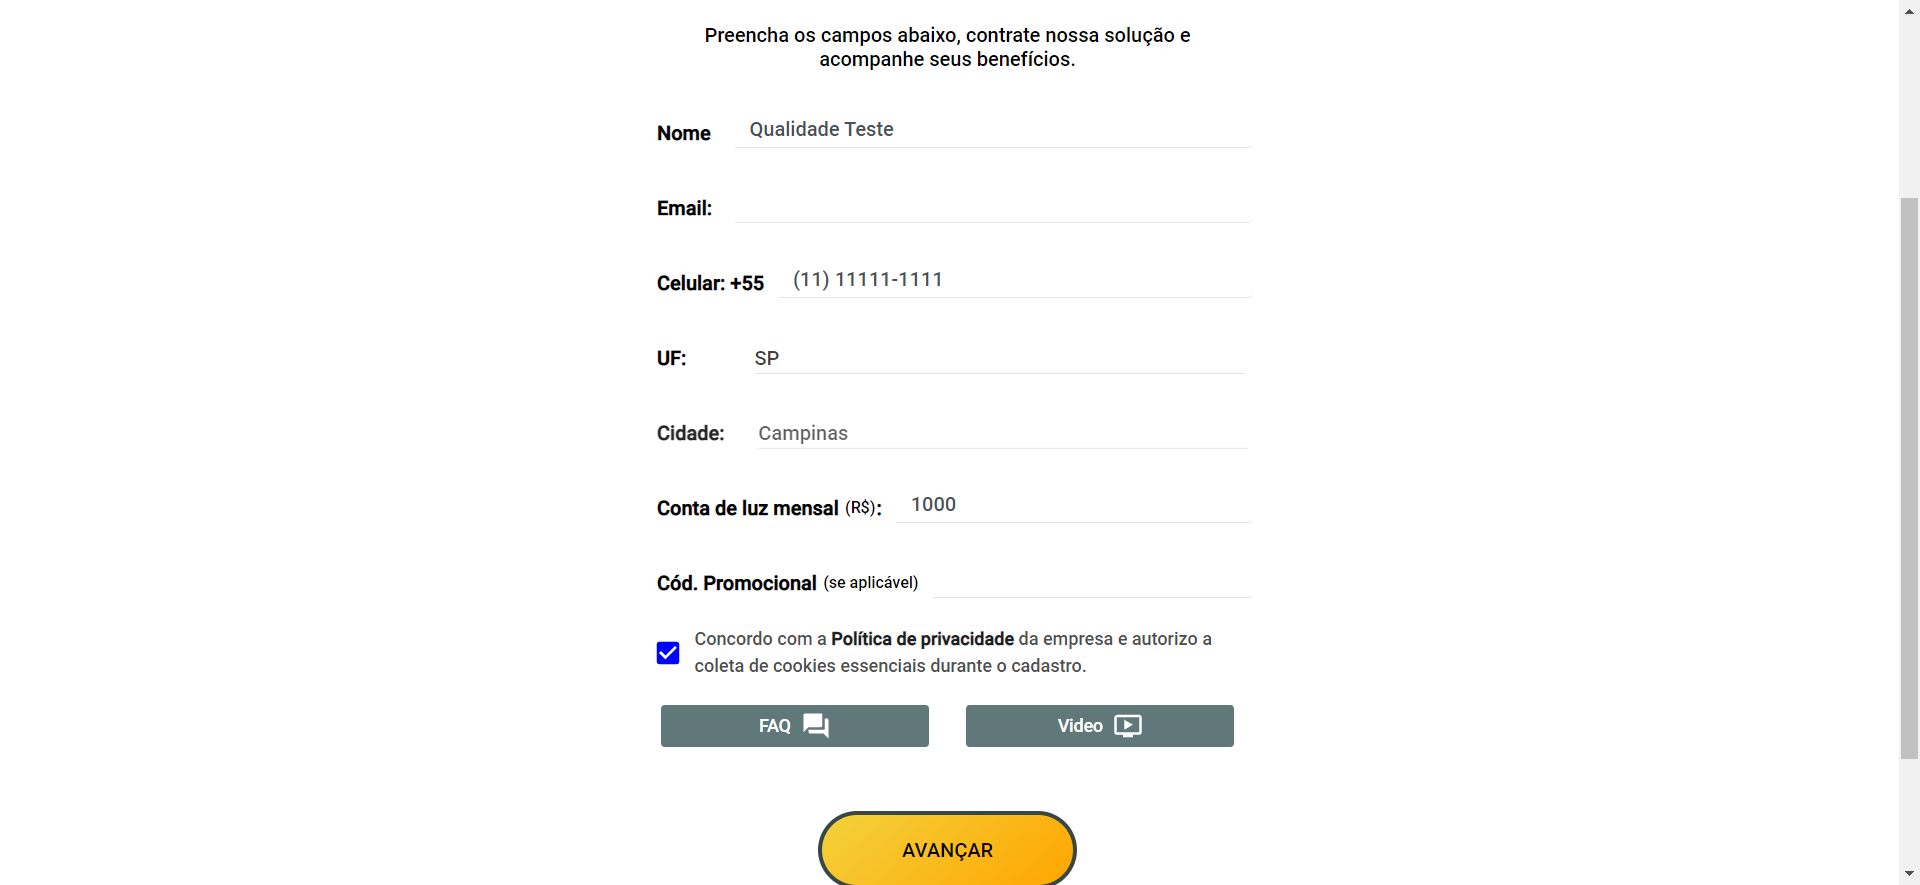 Preencha os campos abaixo, contrate nossa solução e
acompanhe seus benefícios.
Nome Qualidade Teste
Email:
Celular: +55 (11) 11111-1111
UF: SP
Cidade: Campinas
Conta de luz mensal (R$): 1000
Cód. Promocional (se aplicável)
Concordo com a Política de privacidade da empresa e autorizo a
coleta de cookies essenciais durante o cadastro.
FAQ Video
AVANÇAR